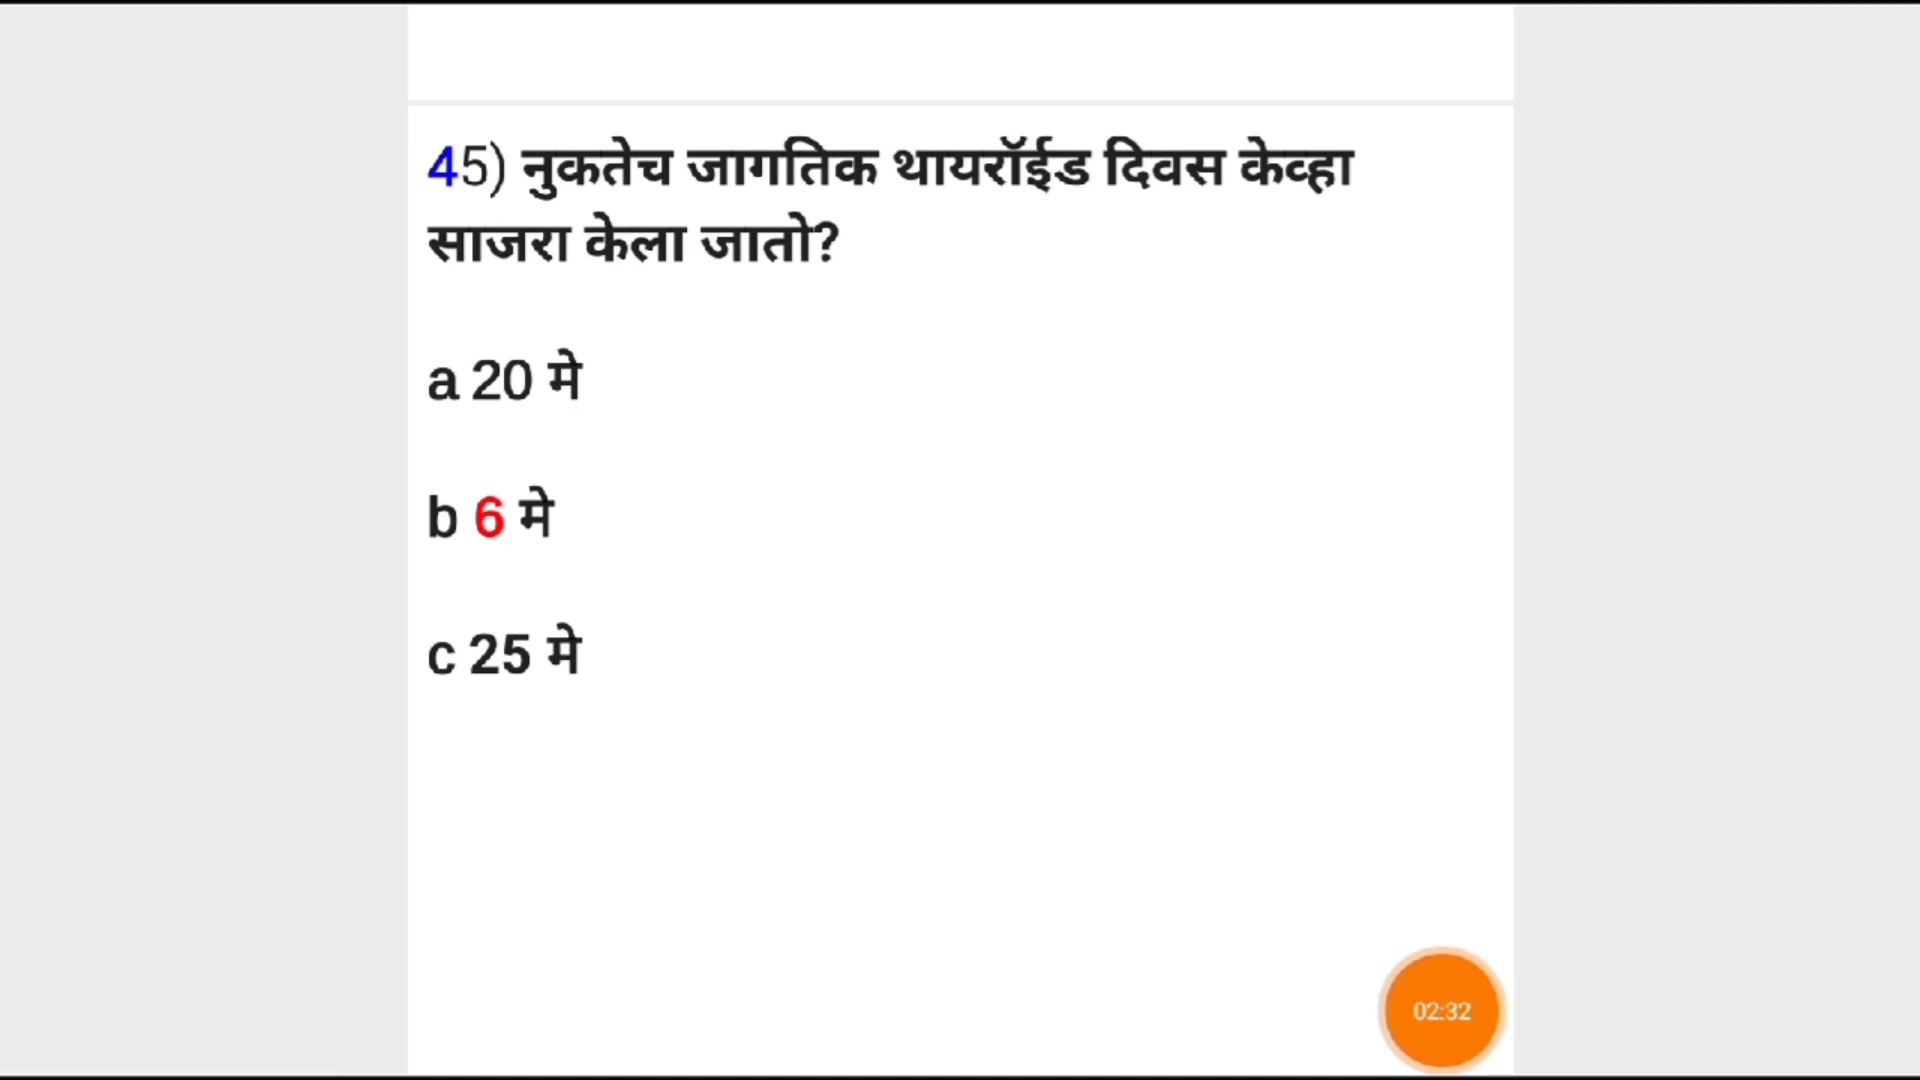 45) नुकतेच जागतिक थायरॉईड दिवस केव्हा
साजरा केला जातो?
a 20 मे
b 6 मे
c 25 मे
02:32